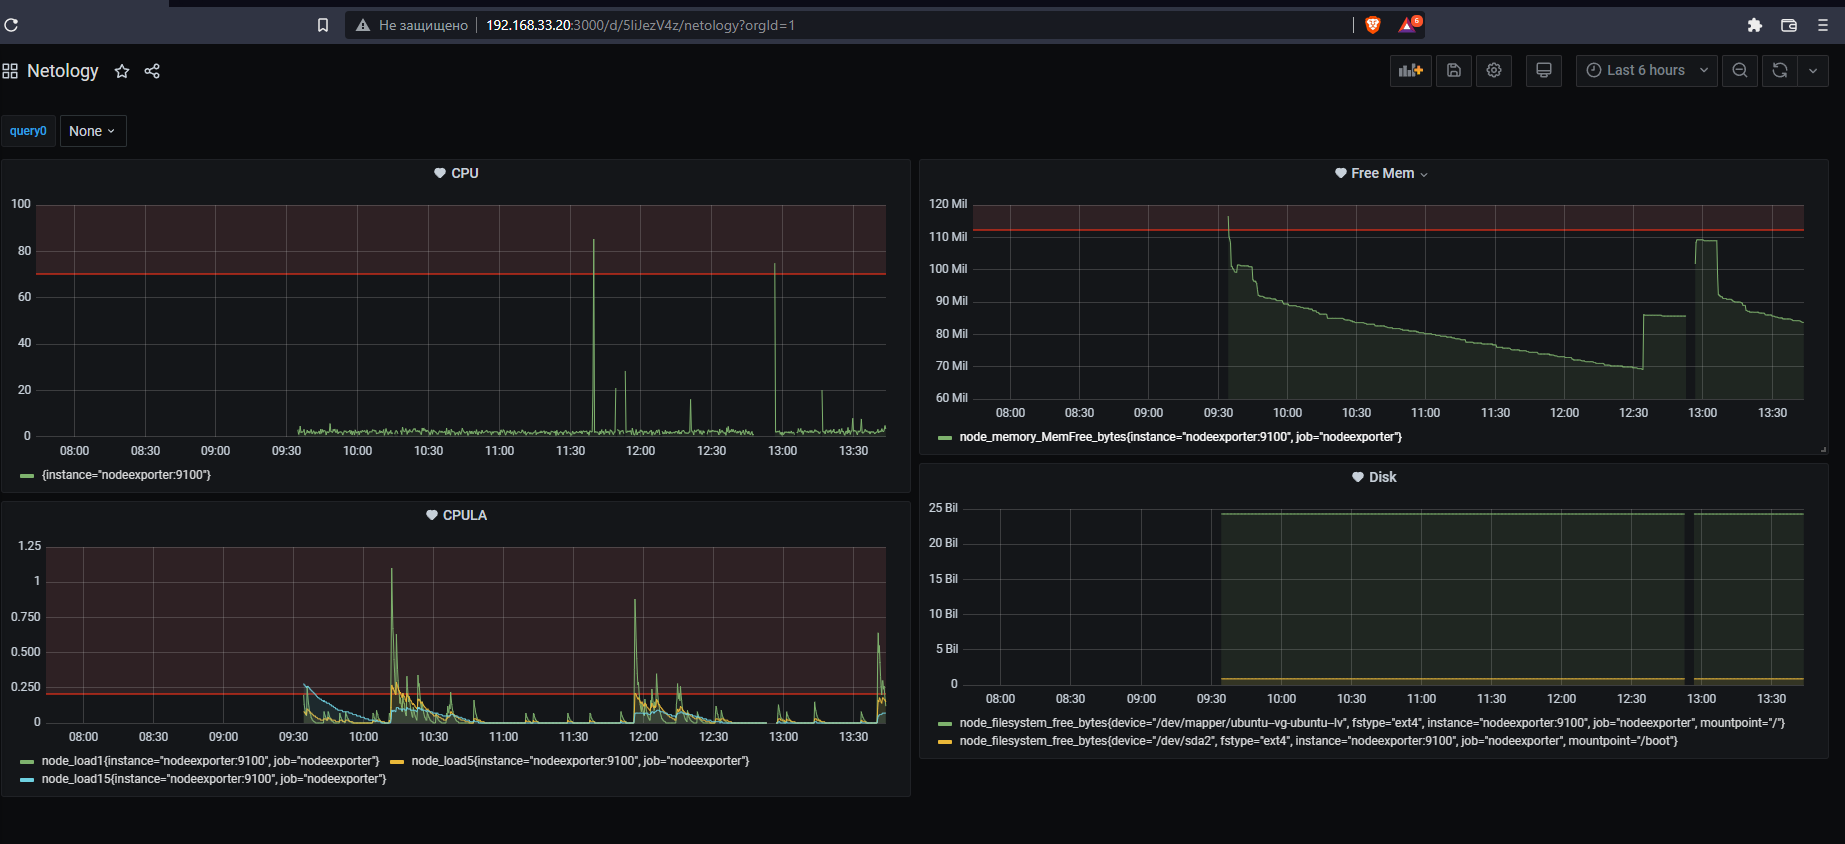 Не защищено 192.168.33.20:3000/d/5liJezV4z/netology?orgId=1 6
Netology Last 6 hours
query0 None
CPU
100
80
60
40
20
0
08:00 08:30 09:00 09:30 10:00 10:30 11:00 11:30 12:00 12:30 13:00 13:30
{instance="nodeexporter:9100"}
Free Mem
120 Mil
110 Mil
100 Mil
90 Mil
80 Mil
70 Mil
60 Mil
08:00 08:30 09:00 09:30 10:00 10:30 11:00 11:30 12:00 12:30 13:00 13:30
node_memory_MemFree_bytes{instance="nodeexporter:9100", job="nodeexporter"}
CPULA
1.25
1
0.750
0.500
0.250
0
08:00 08:30 09:00 09:30 10:00 10:30 11:00 11:30 12:00 12:30 13:00 13:30
node_load1{instance="nodeexporter:9100", job="nodeexporter"} node_load5{instance="nodeexporter:9100", job="nodeexporter"}
node_load15{instance="nodeexporter:9100", job="nodeexporter"}
Disk
25 Bil
20 Bil
15 Bil
10 Bil
5 Bil
0
08:00 08:30 09:00 09:30 10:00 10:30 11:00 11:30 12:00 12:30 13:00 13:30
node_filesystem_free_bytes{device="/dev/mapper/ubuntu--vg-ubuntu--lv", fstype="ext4", instance="nodeexporter:9100", job="nodeexporter", mountpoint="/"}
node_filesystem_free_bytes{device="/dev/sda2", fstype="ext4", instance="nodeexporter:9100", job="nodeexporter", mountpoint="/boot"}